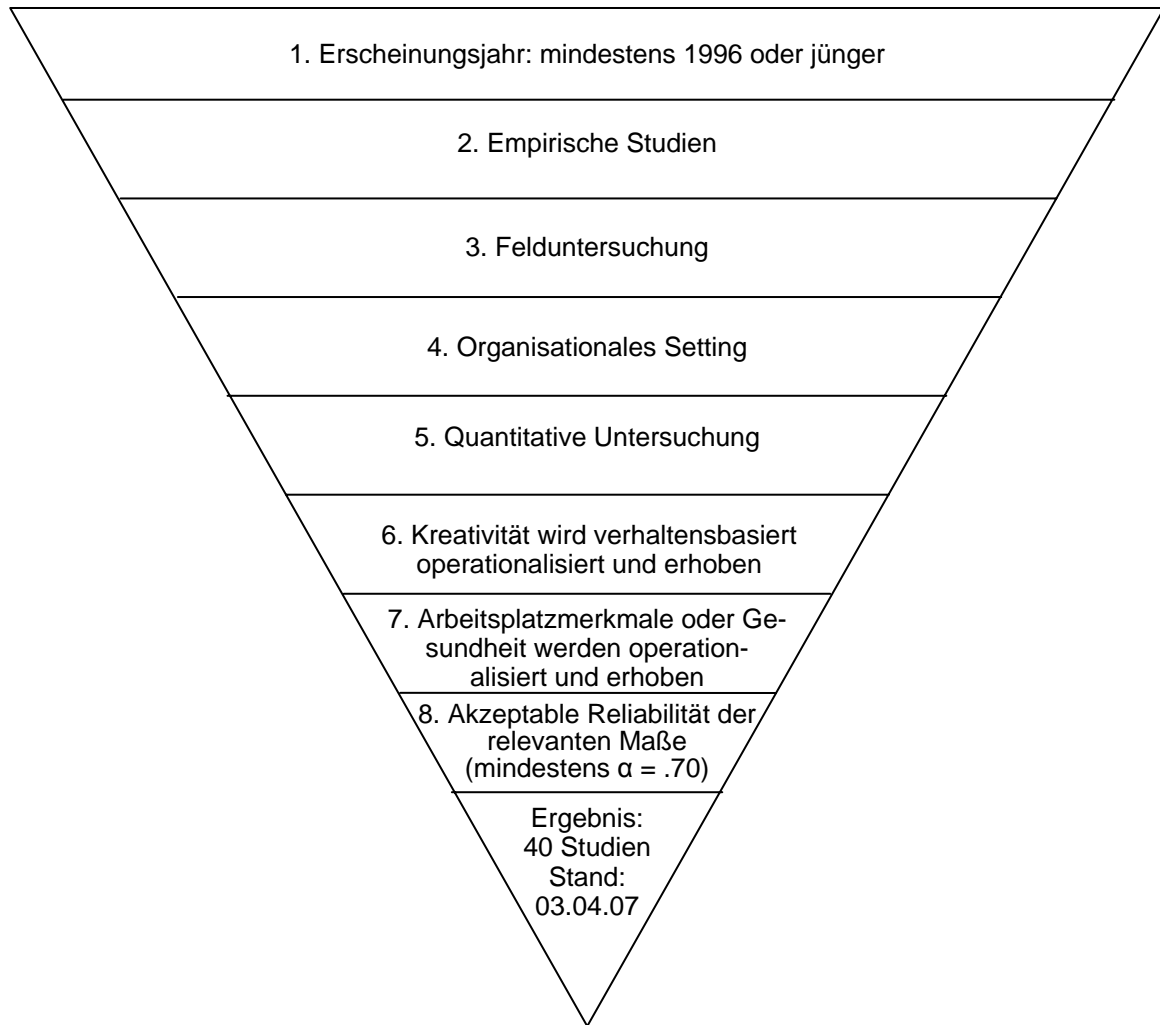 1. Erscheinungsjahr: mindestens 1996 oder jünger
2. Empirische Studien
3. Felduntersuchung
4. Organisationales Setting
5. Quantitative Untersuchung
6. Kreativität wird verhaltensbasiert
operationalisiert und erhoben
7. Arbeitsplatzmerkmale oder Ge-
sundheit werden operation-
alisiert und erhoben
8. Akzeptable Reliabilität der
relevanten Maße
(mindestens α = .70)
Ergebnis:
40 Studien
Stand:
03.04.07